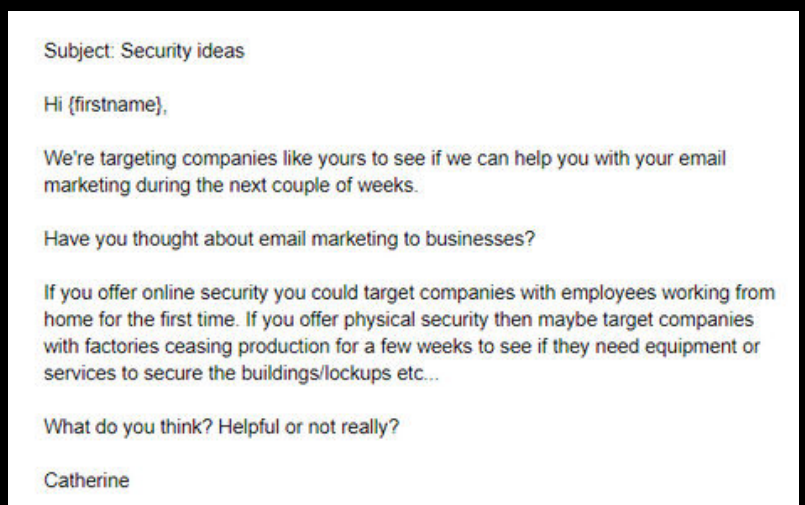 Subject: Security ideas
Hi {firstname},
We're targeting companies like yours to see if we can help you with your email
marketing during the next couple of weeks.
Have you thought about email marketing to businesses?
If you offer online security you could target companies with employees working from
home for the first time. If you offer physical security then maybe target companies
with factories ceasing production for a few weeks to see if they need equipment or
services to secure the buildings/lockups etc...
What do you think? Helpful or not really?
Catherine